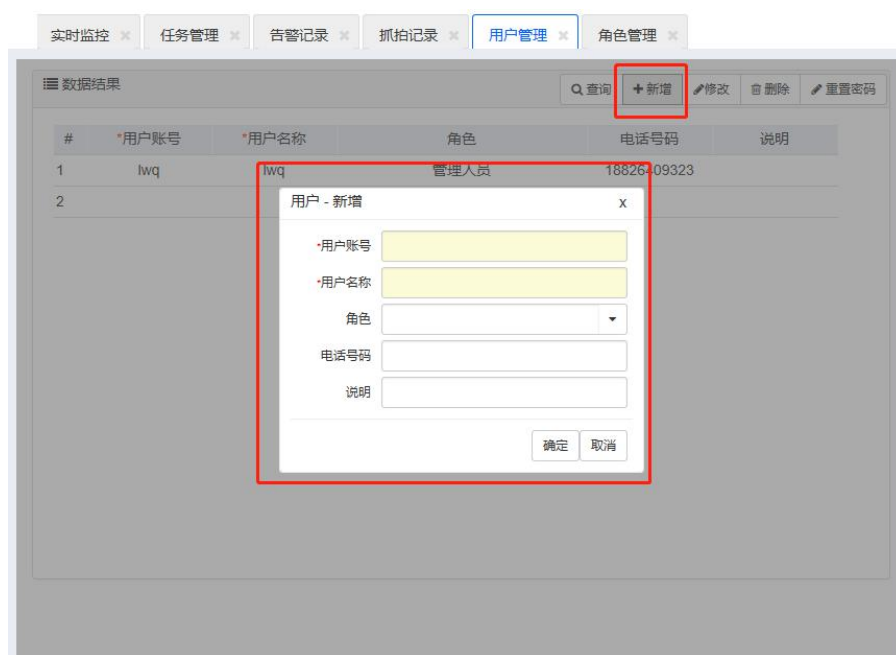 实时监控 × 任务管理 × 告警记录 × 抓拍记录 × 用户管理 × 角色管理 ×
数据结果 查询 新增 修改 删除 重置密码
# *用户账号 *用户名称 角色 电话号码 说明
1 lwq lwq 管理人员 18826409323
2
用户 - 新增 x
*用户账号
*用户名称
角色
电话号码
说明
确定 取消